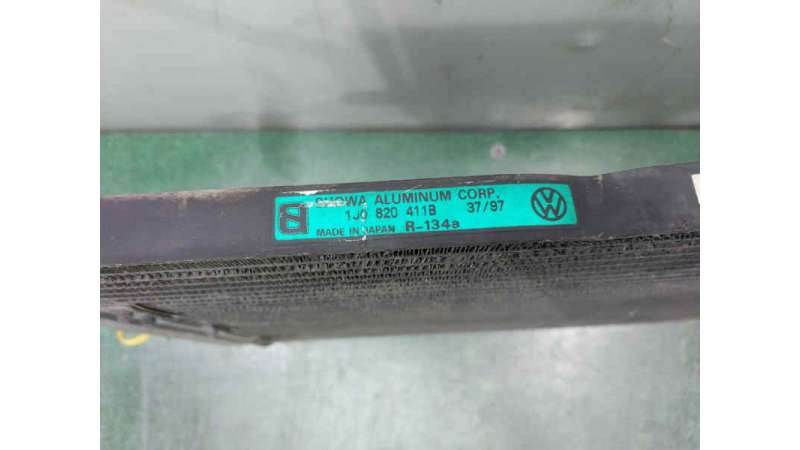 SHOWA ALUMINUM CORP.
1J0 820 411B 37/97
MADE IN JAPAN R-134a